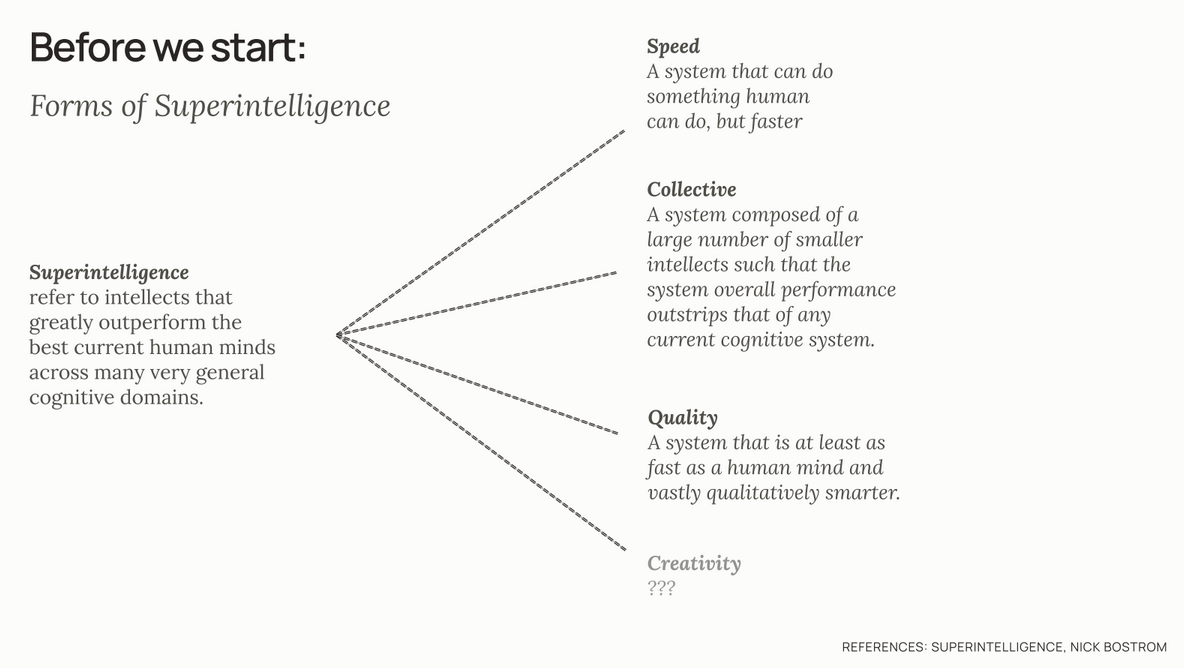 Before we start:
Forms of Superintelligence
Superintelligence
refer to intellects that
greatly outperform the
best current human minds
across many very general
cognitive domains.
Speed
A system that can do
something human
can do, but faster
Collective
A system composed of a
large number of smaller
intellects such that the
system overall performance
outstrips that of any
current cognitive system.
Quality
A system that is at least as
fast as a human mind and
vastly qualitatively smarter.
Creativity
???
REFERENCES: SUPERINTELLIGENCE, NICK BOSTROM